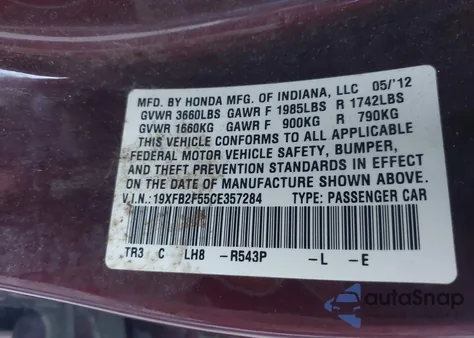 MFD. BY HONDA MFG. OF INDIANA, LLC 05/'12
GVWR 3660LBS GAWR F 1985LBS R 1742LBS
GVWR 1660KG GAWR F 900KG R 790KG
THIS VEHICLE CONFORMS TO ALL APPLICABLE
FEDERAL MOTOR VEHICLE SAFETY, BUMPER,
AND THEFT PREVENTION STANDARDS IN EFFECT
ON THE DATE OF MANUFACTURE SHOWN ABOVE.
V.I.N.:19XFB2F55CE357284 TYPE: PASSENGER CAR
TR3 C LH8 -R543P -L -E
autoSnap